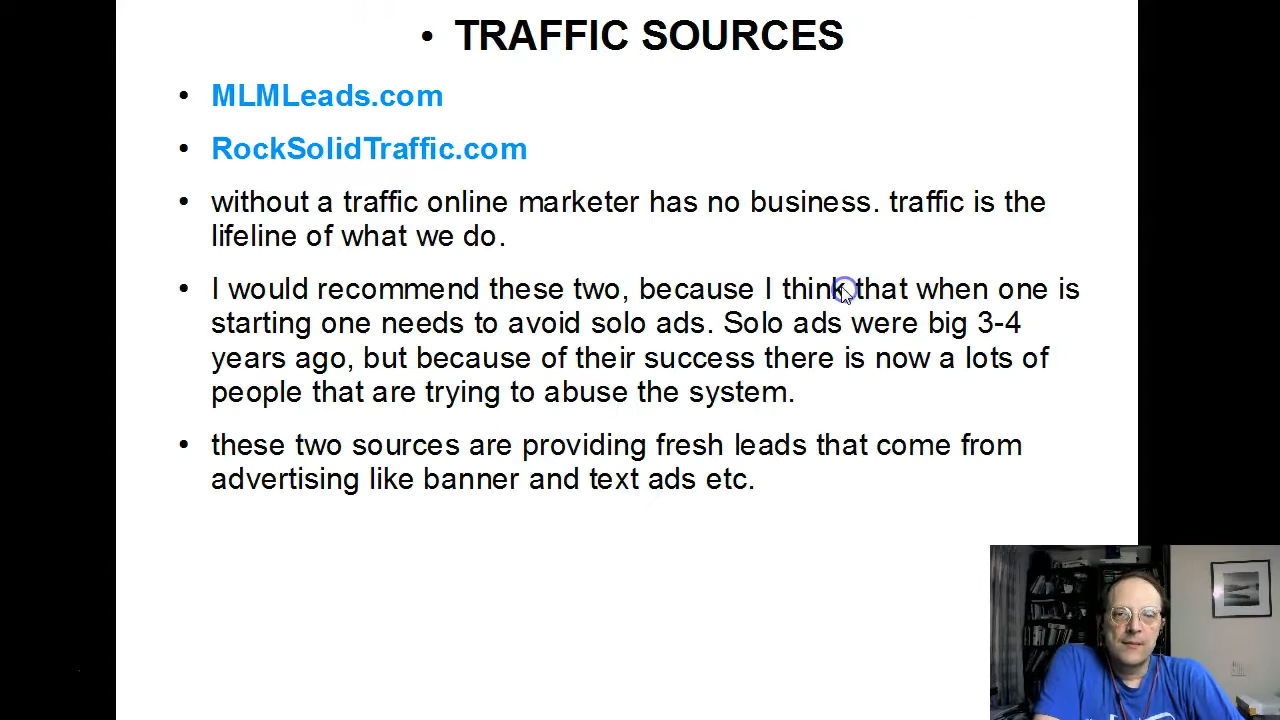 • TRAFFIC SOURCES
• MLMLeads.com
• RockSolidTraffic.com
• without a traffic online marketer has no business. traffic is the
lifeline of what we do.
• I would recommend these two, because I think that when one is
starting one needs to avoid solo ads. Solo ads were big 3-4
years ago, but because of their success there is now a lots of
people that are trying to abuse the system.
• these two sources are providing fresh leads that come from
advertising like banner and text ads etc.